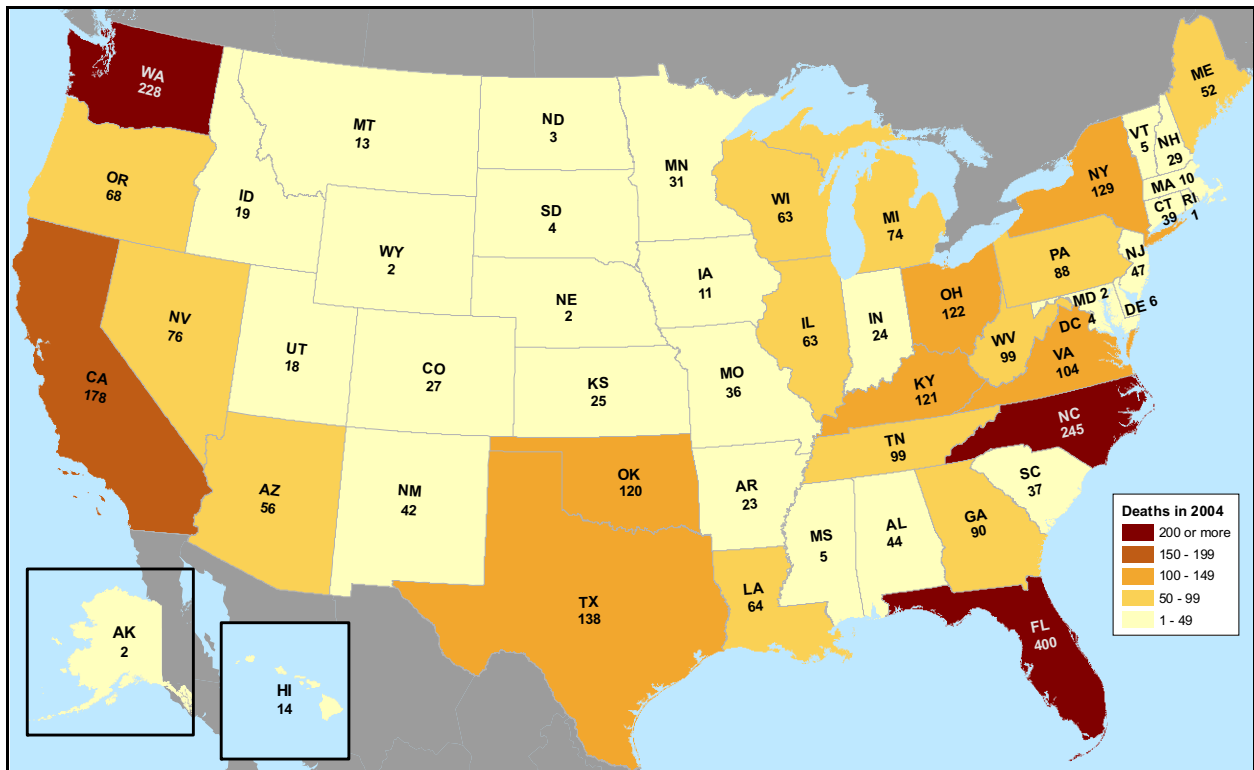 WA
228
MT
13
ND
3
MN
31
ME
52
VT
5
NH
29
OR
68
ID
19
SD
4
WI
63
MI
74
NY
129
MA 10
CT
39
RI
1
WY
2
IA
11
PA
88
NJ
47
NV
76
NE
2
IL
63
IN
24
OH
122
MD 2
DE 6
DC 4
WV
99
VA
104
UT
18
CO
27
KS
25
MO
36
KY
121
CA
178
NC
245
TN
99
AZ
56
NM
42
OK
120
AR
23
SC
37
MS
5
AL
44
GA
90
TX
138
LA
64
FL
400
AK
2
HI
14
Deaths in 2004
200 or more
150 - 199
100 - 149
50 - 99
1 - 49